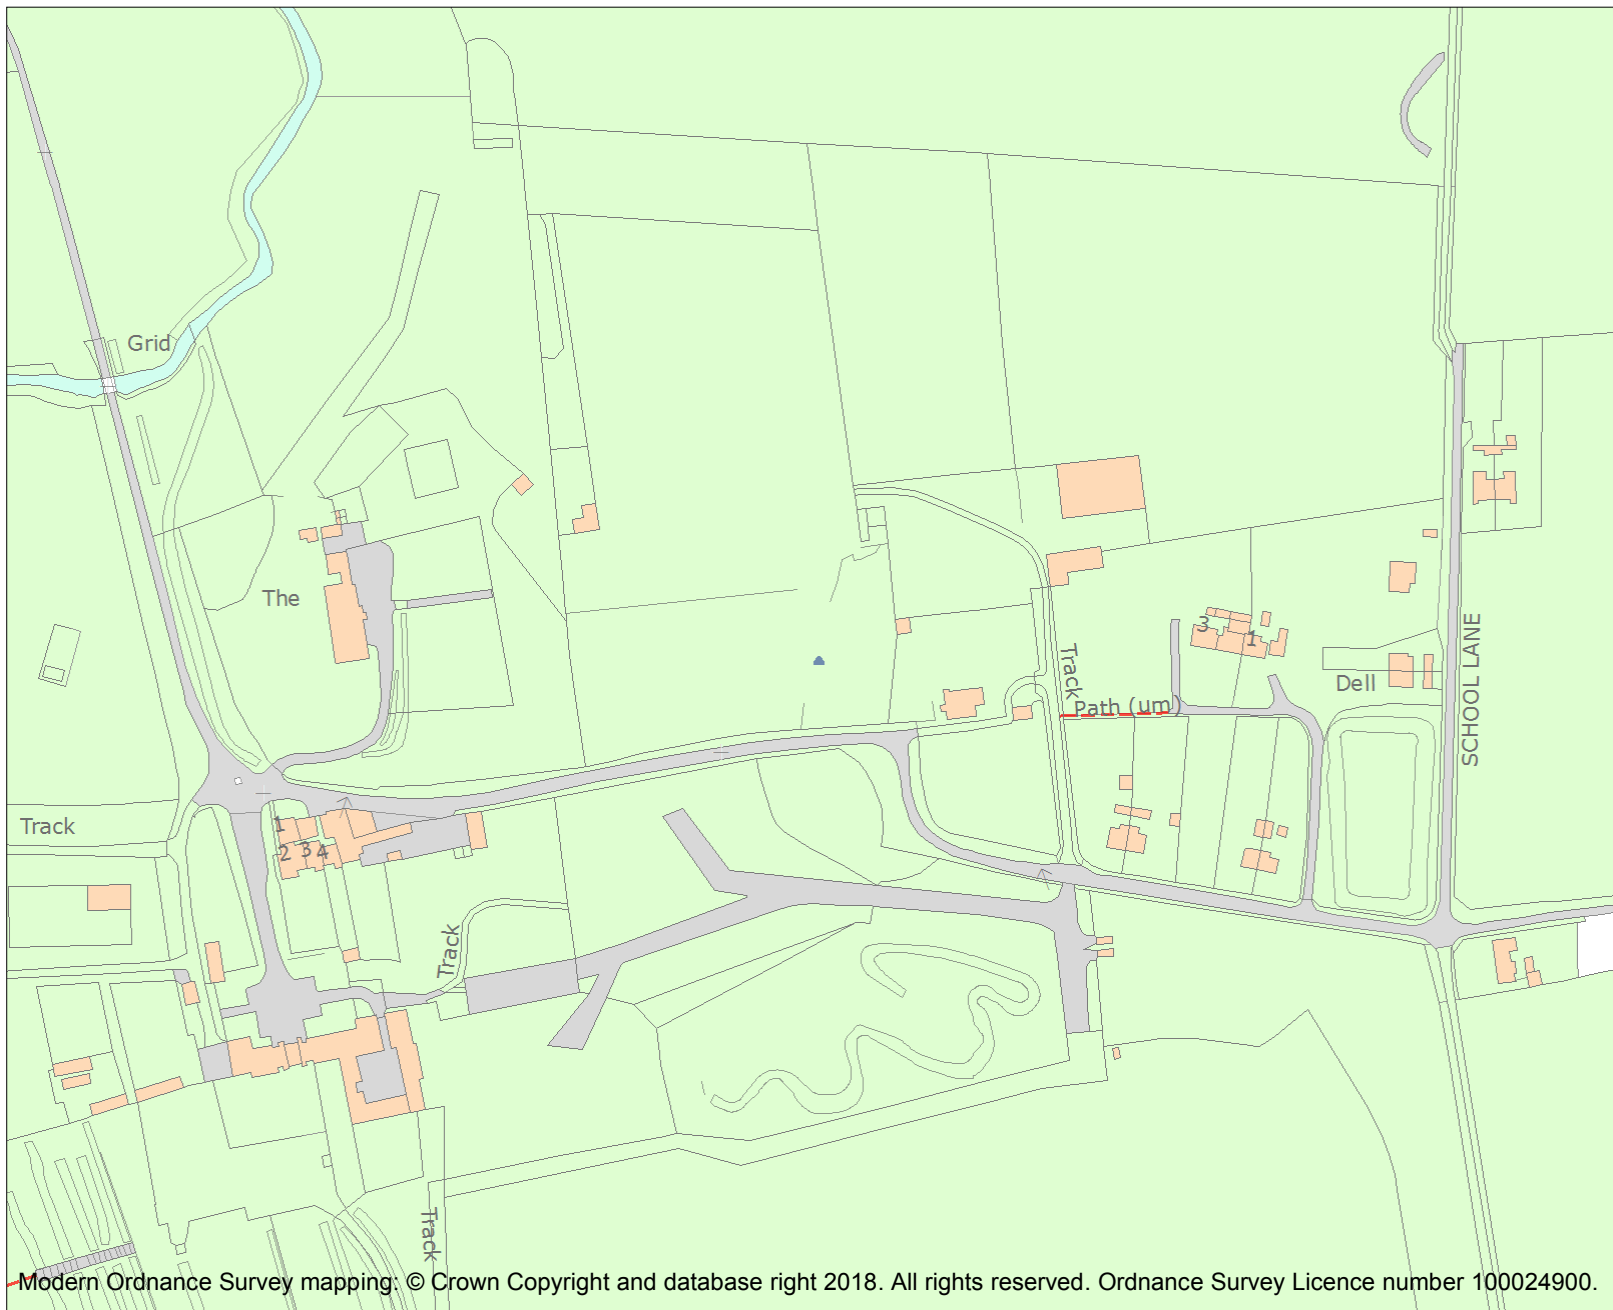 Grid
The
3
1
SCHOOL LANE
Track
Dell
Path (um)
Track
1
2 3 4
Track
Track
Modern Ordnance Survey mapping: © Crown Copyright and database right 2018. All rights reserved. Ordnance Survey Licence number 100024900.